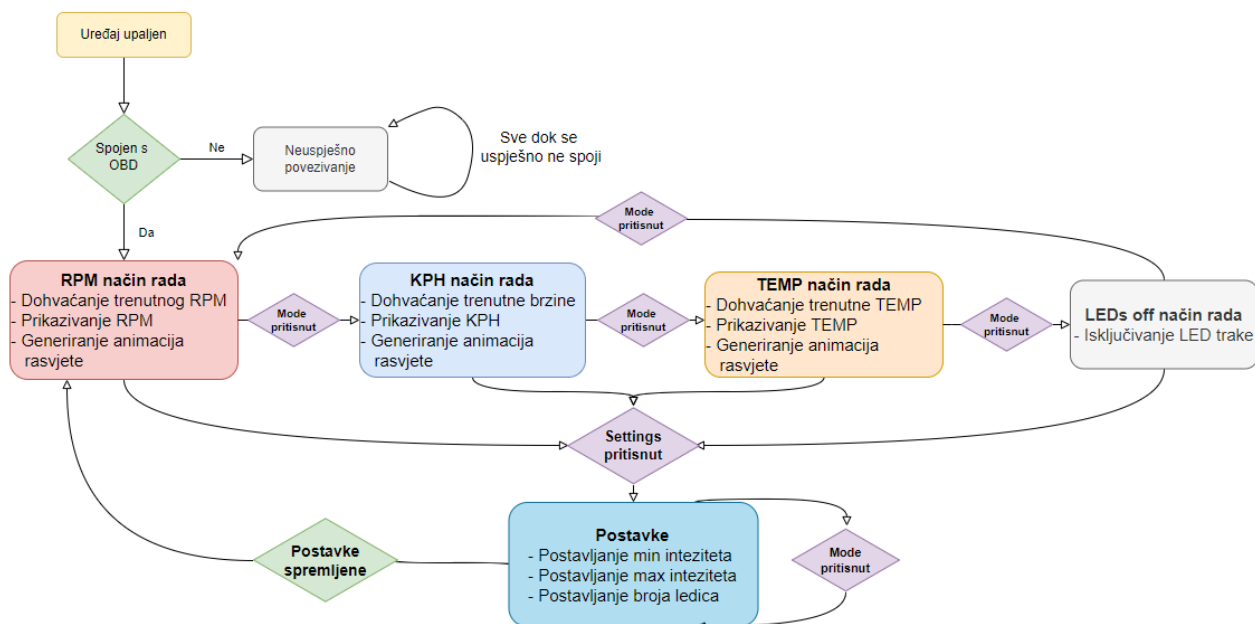 Uređaj upaljen
Spojen s
OBD
Ne
Neuspješno
povezivanje
Sve dok se
uspješno ne spoji
Da
Mode
pritisnut
RPM način rada
- Dohvaćanje trenutnog RPM
- Prikazivanje RPM
- Generiranje animacija
rasvjete
Mode
pritisnut
KPH način rada
- Dohvaćanje trenutne brzine
- Prikazivanje KPH
- Generiranje animacija
rasvjete
Mode
pritisnut
TEMP način rada
- Dohvaćanje trenutne TEMP
- Prikazivanje TEMP
- Generiranje animacija
rasvjete
Mode
pritisnut
LEDs off način rada
- Isključivanje LED trake
Settings
pritisnut
Postavke
spremljene
Postavke
- Postavljanje min inteziteta
- Postavljanje max inteziteta
- Postavljanje broja ledica
Mode
pritisnut